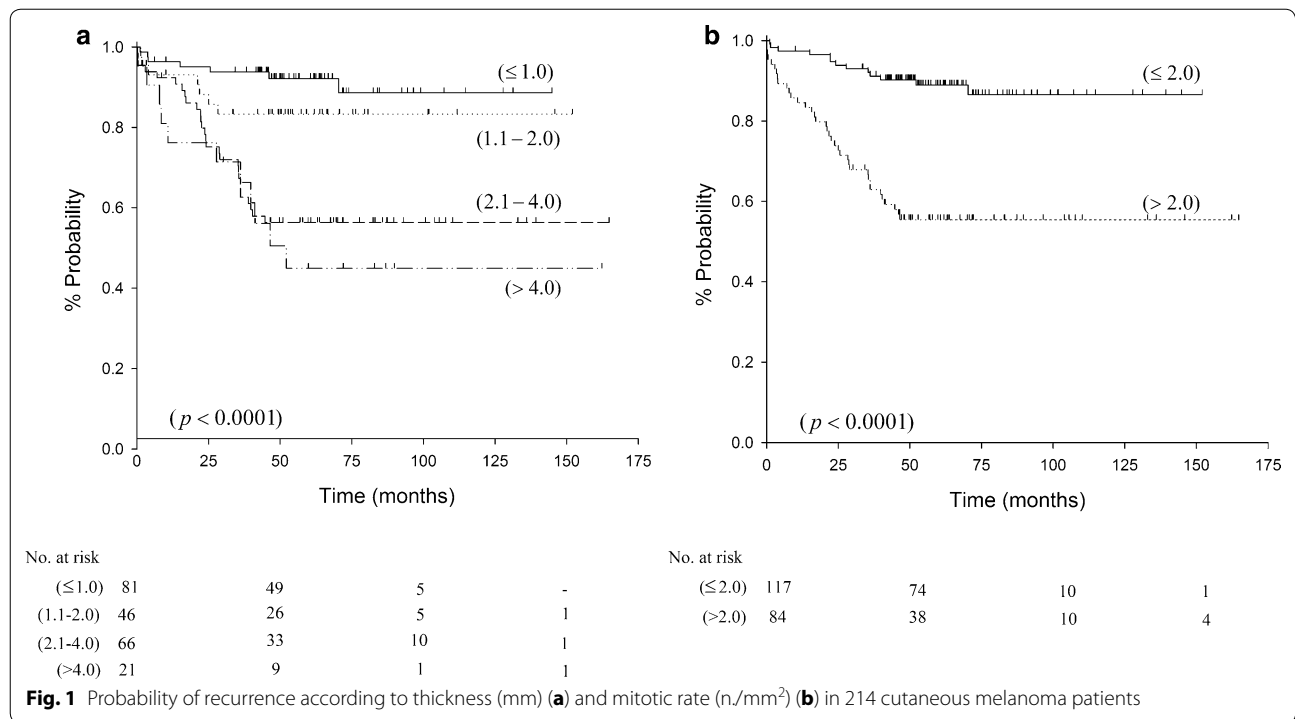 a
1.0
0.8
0.6
0.4
0.2
0.0
% Probability
(≤ 1.0)
(1.1 – 2.0)
(2.1 – 4.0)
(> 4.0)
(p < 0.0001)
0 25 50 75 100 125 150 175
Time (months)
b
1.0
0.8
0.6
0.4
0.2
0.0
% Probability
(≤ 2.0)
(> 2.0)
(p < 0.0001)
0 25 50 75 100 125 150 175
Time (months)
No. at risk
(≤1.0) 81 49 5 -
(1.1-2.0) 46 26 5 1
(2.1-4.0) 66 33 10 1
(>4.0) 21 9 1 1
No. at risk
(≤2.0) 117 74 10 1
(>2.0) 84 38 10 4
Fig. 1 Probability of recurrence according to thickness (mm) (a) and mitotic rate (n./mm²) (b) in 214 cutaneous melanoma patients